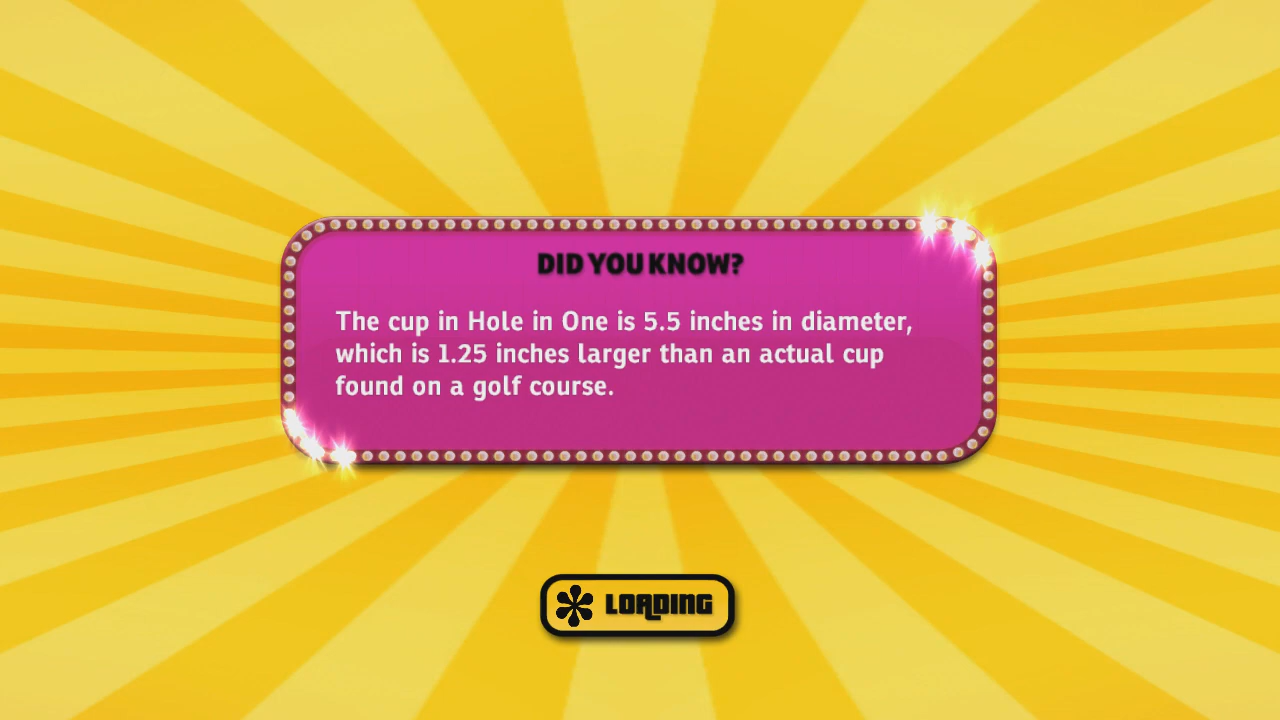 DID YOU KNOW?
The cup in Hole in One is 5.5 inches in diameter,
which is 1.25 inches larger than an actual cup
found on a golf course.
LOADING